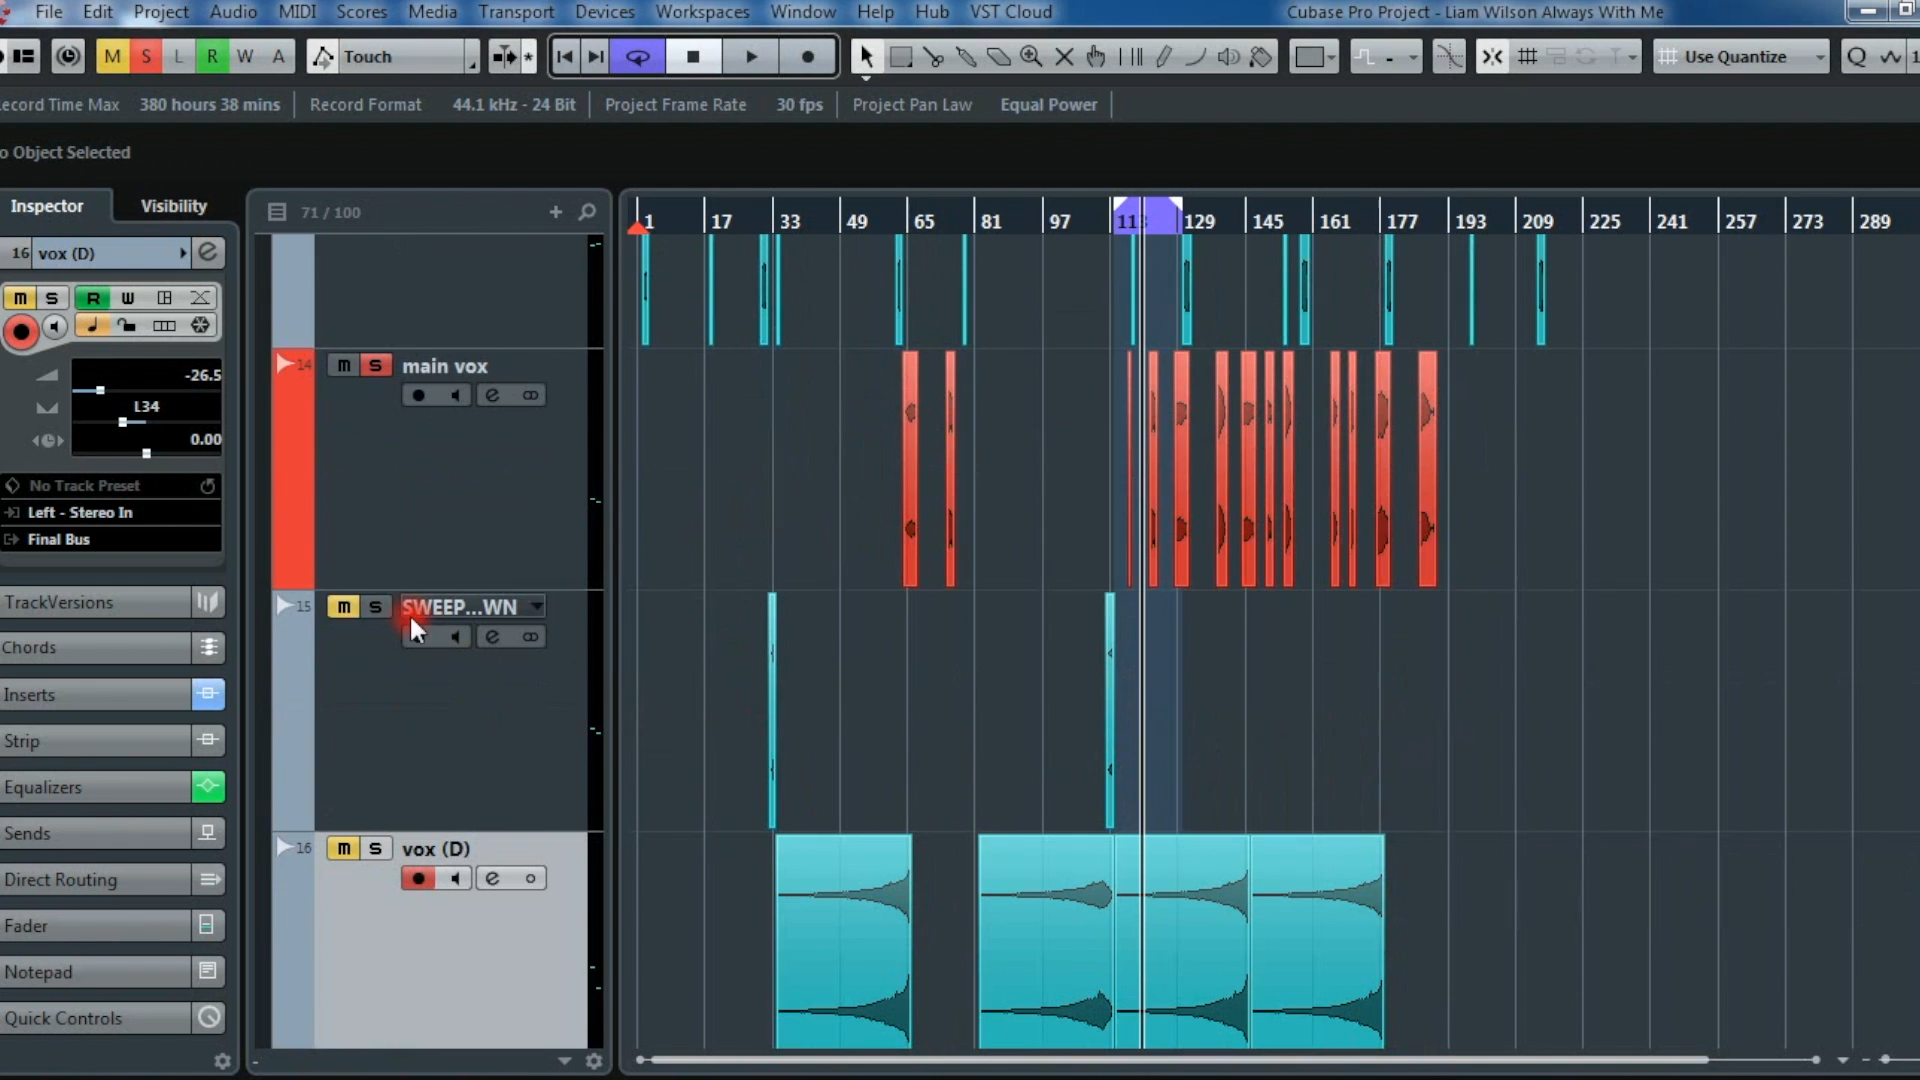 File Edit Project Audio MIDI Scores Media Transport Devices Workspaces Window Help Hub VST Cloud Cubase Pro Project - Liam Wilson Always With Me
M S L R W A Touch Use Quantize Q
ecord Time Max 380 hours 38 mins Record Format 44.1 kHz - 24 Bit Project Frame Rate 30 fps Project Pan Law Equal Power
o Object Selected
Inspector Visibility 71 / 100
1 17 33 49 65 81 97 113 129 145 161 177 193 209 225 241 257 273 289
16 vox (D)
m S R W
-26.5
L34
0.00
No Track Preset
Left - Stereo In
Final Bus
TrackVersions
Chords
Inserts
Strip
Equalizers
Sends
Direct Routing
Fader
Notepad
Quick Controls
14 m S main vox
15 m S SWEEP...WN
16 m S vox (D)